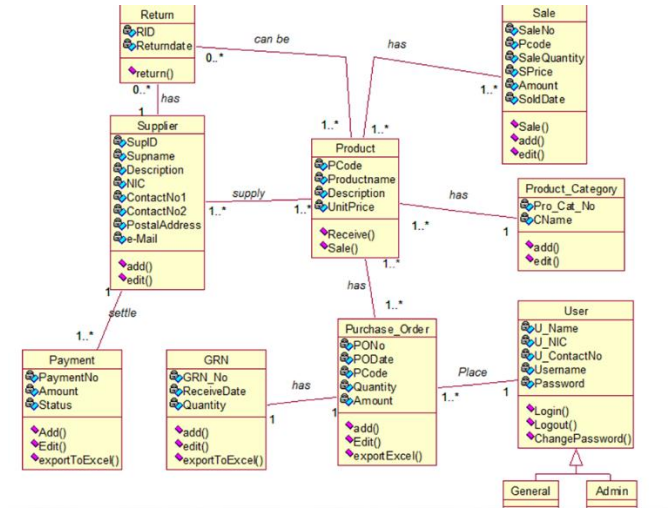 Return
RID
Returndate
return()
0..*
0..*
can be
has
1..*
1..*
1..*
Sale
SaleNo
Pcode
SaleQuantity
SPrice
Amount
SoldDate
Sale()
add()
edit()
has
1
Supplier
SupID
Supname
Description
NIC
ContactNo1
ContactNo2
PostalAddress
e-Mail
add()
edit()
supply
1..*
1..*
Product
PCode
Productname
Description
UnitPrice
Receive()
Sale()
has
1..*
1
Product_Category
Pro_Cat_No
CName
add()
edit()
1
settle
1..*
1..*
has
1..*
Payment
PaymentNo
Amount
Status
Add()
Edit()
exportToExcel()
GRN
GRN_No
ReceiveDate
Quantity
add()
edit()
exportToExcel()
has
1
1
Purchase_Order
PONo
PODate
PCode
Quantity
Amount
add()
Edit()
exportExcel()
Place
1..*
1
User
U_Name
U_NIC
U_ContactNo
Username
Password
Login()
Logout()
ChangePassword()
General
Admin